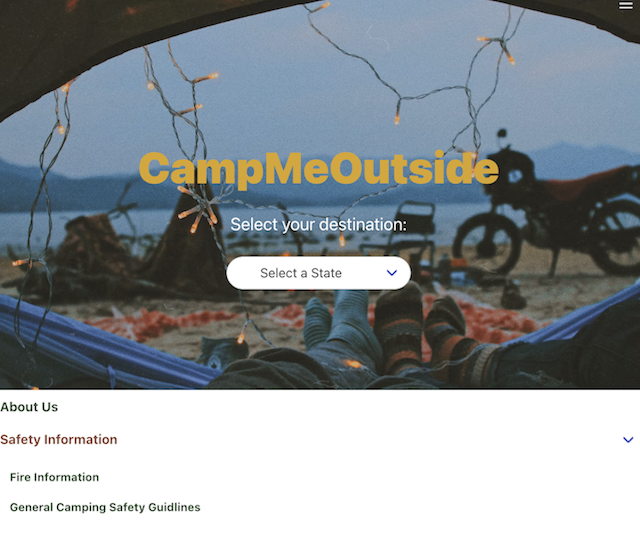 CampMeOutside
Select your destination:
Select a State
About Us
Safety Information
Fire Information
General Camping Safety Guidlines